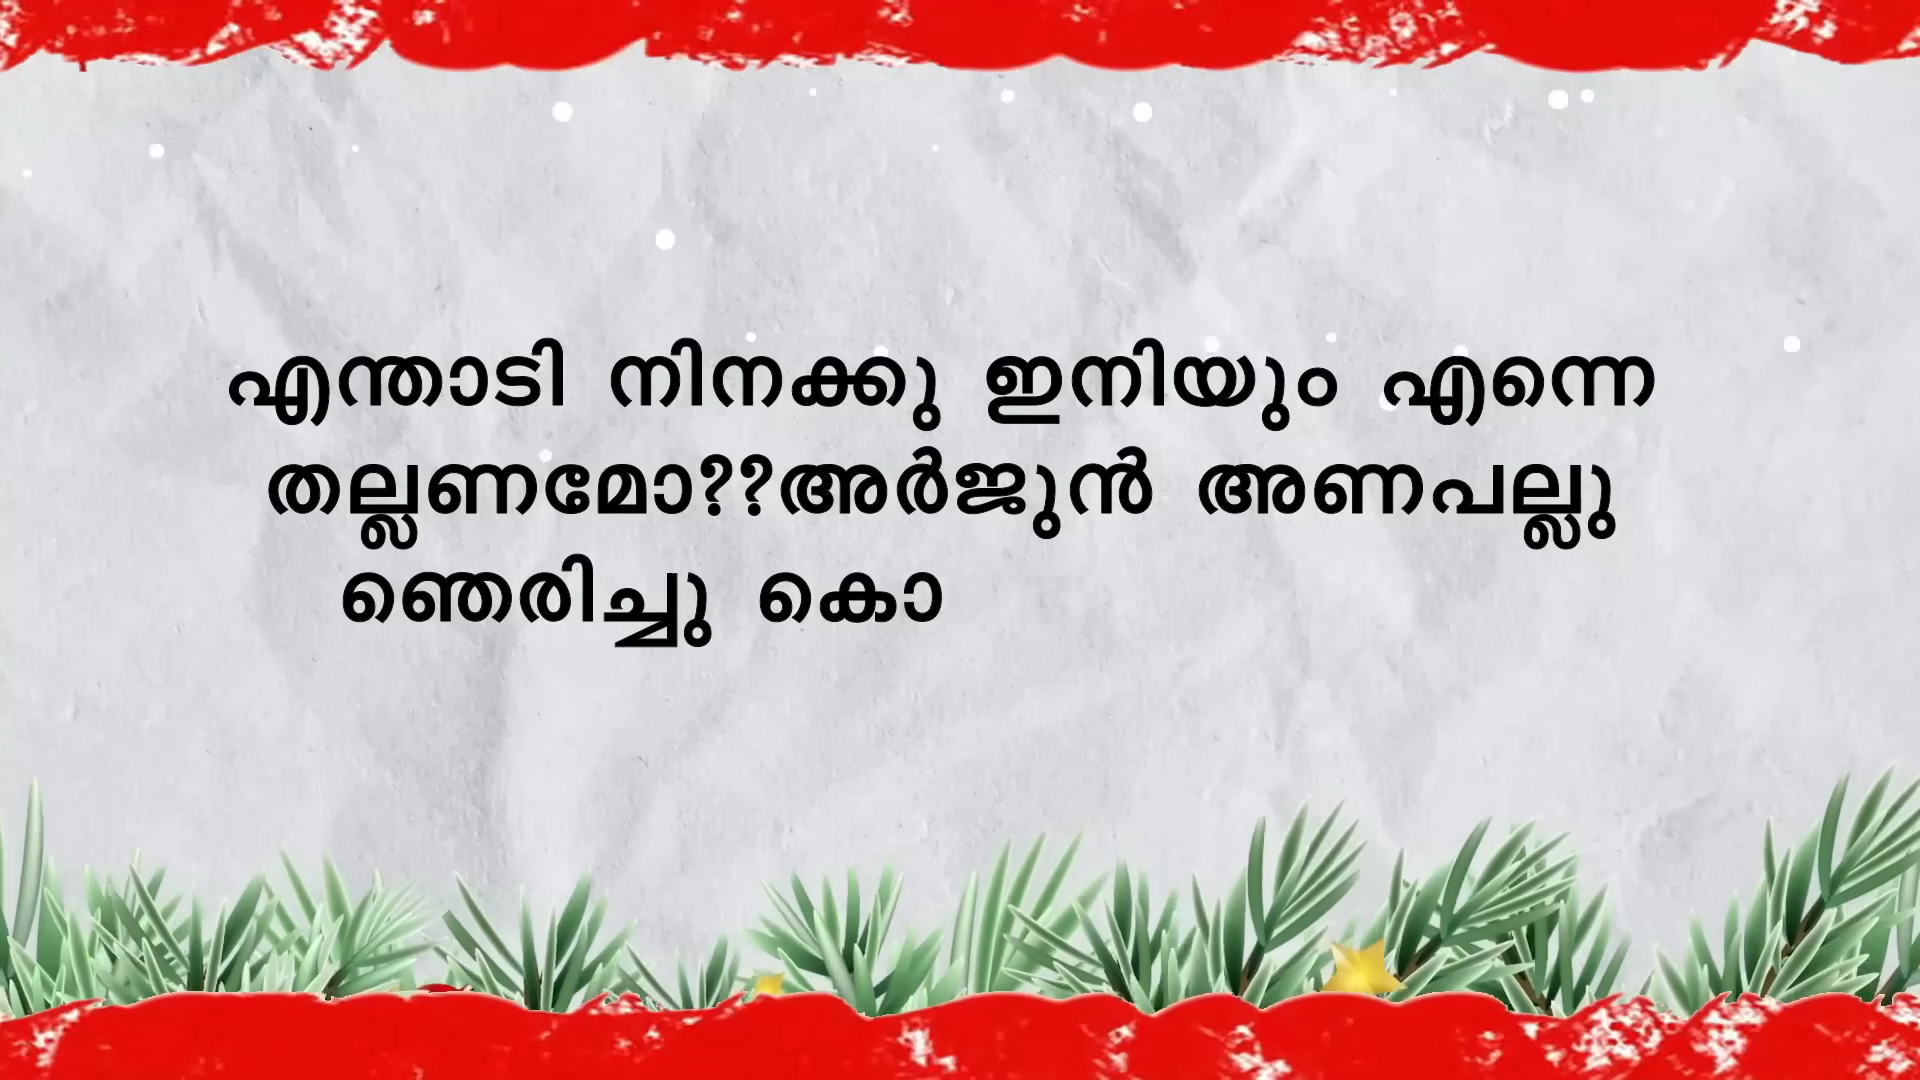 എന്താടി നിനക്കു ഇനിയും എന്നെ
തല്ലണമോ??അർജുൻ അണപല്ലു
ഞെരിച്ചു കൊ